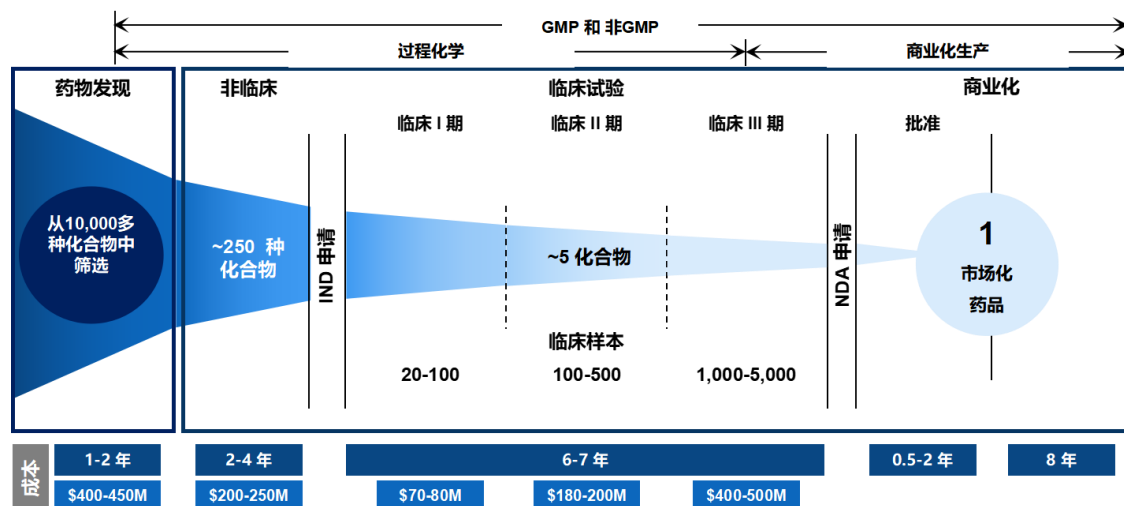 GMP 和 非GMP
过程化学
商业化生产
药物发现
非临床
临床试验
商业化
临床 I 期
临床 II 期
临床 III 期
批准
从10,000多
种化合物中
筛选
~250 种
化合物
IND 申请
~5 化合物
NDA 申请
1
市场化
药品
临床样本
20-100
100-500
1,000-5,000
成本
1-2 年
2-4 年
6-7 年
0.5-2 年
8 年
$400-450M
$200-250M
$70-80M
$180-200M
$400-500M